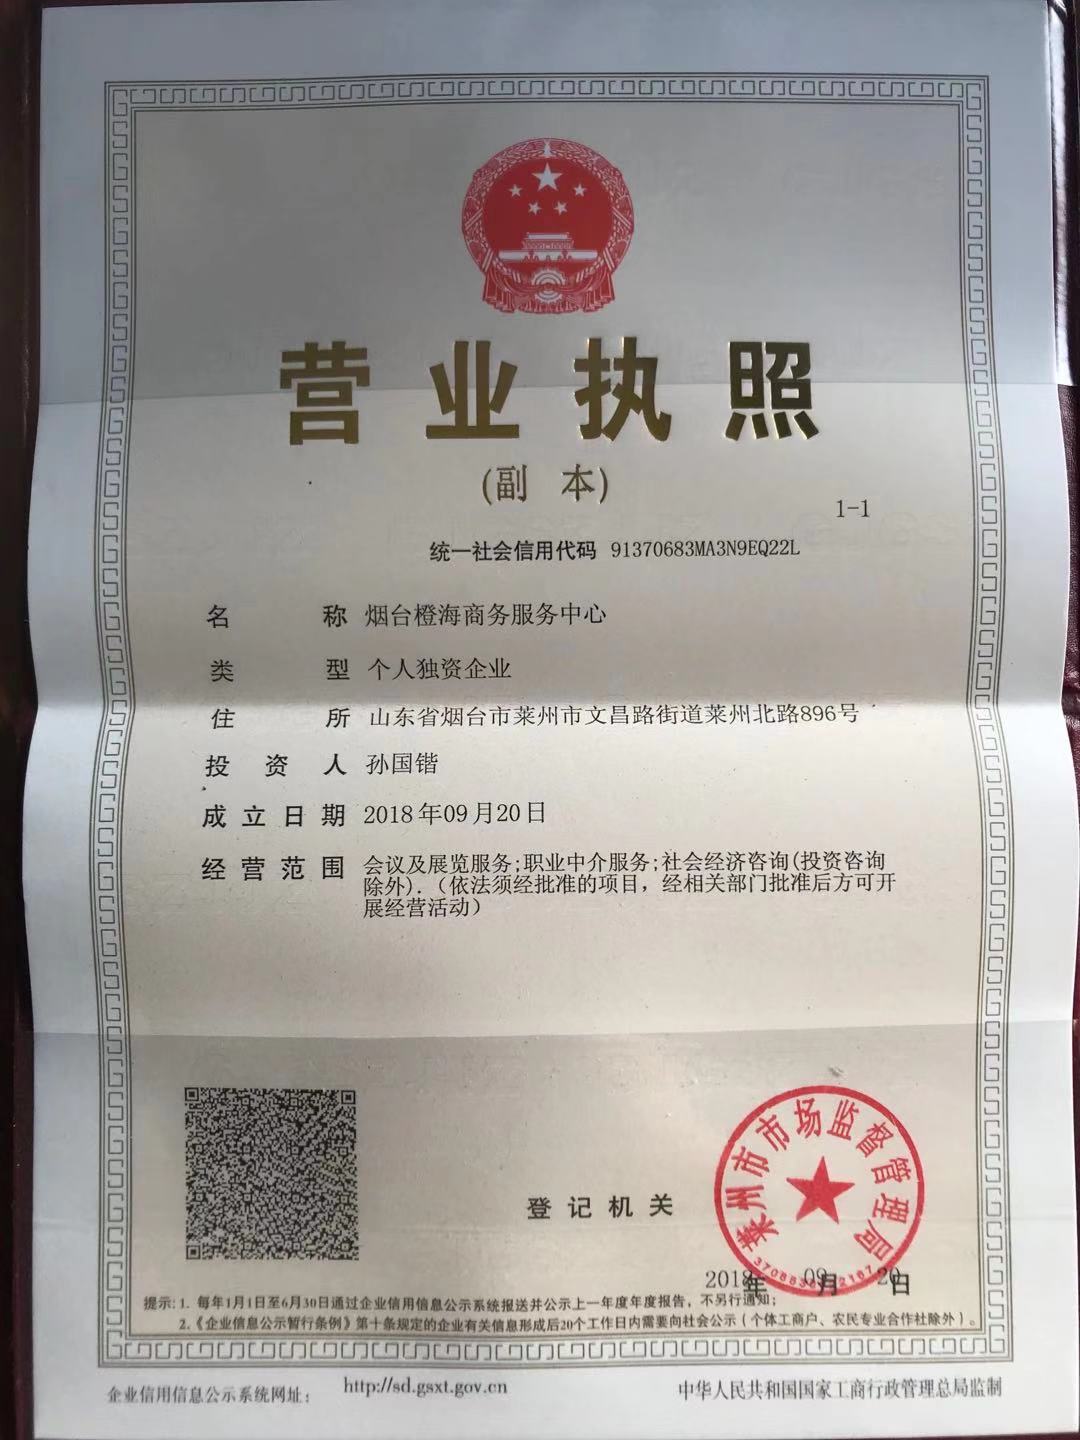 营业执照
(副 本)
1-1
统一社会信用代码 91370683MA3N9EQ22L
名 称 烟台橙海商务服务中心
类 型 个人独资企业
住 所 山东省烟台市莱州市文昌路街道莱州北路896号
投 资 人 孙国锴
成 立 日 期 2018年09月20日
经 营 范 围 会议及展览服务;职业中介服务;社会经济咨询(投资咨询
除外).（依法须经批准的项目，经相关部门批准后方可开
展经营活动）
莱州市市场监督管理局
登 记 机 关
2018年 09月 20日
提示：1. 每年1月1日至6月30日通过企业信用信息公示系统报送并公示上一年度年度报告，不另行通知；
2.《企业信息公示暂行条例》第十条规定的企业有关信息形成后20个工作日内需要向社会公示（个体工商户、农民专业合作社除外）。
企业信用信息公示系统网址： http://sd.gsxt.gov.cn
中华人民共和国国家工商行政管理总局监制